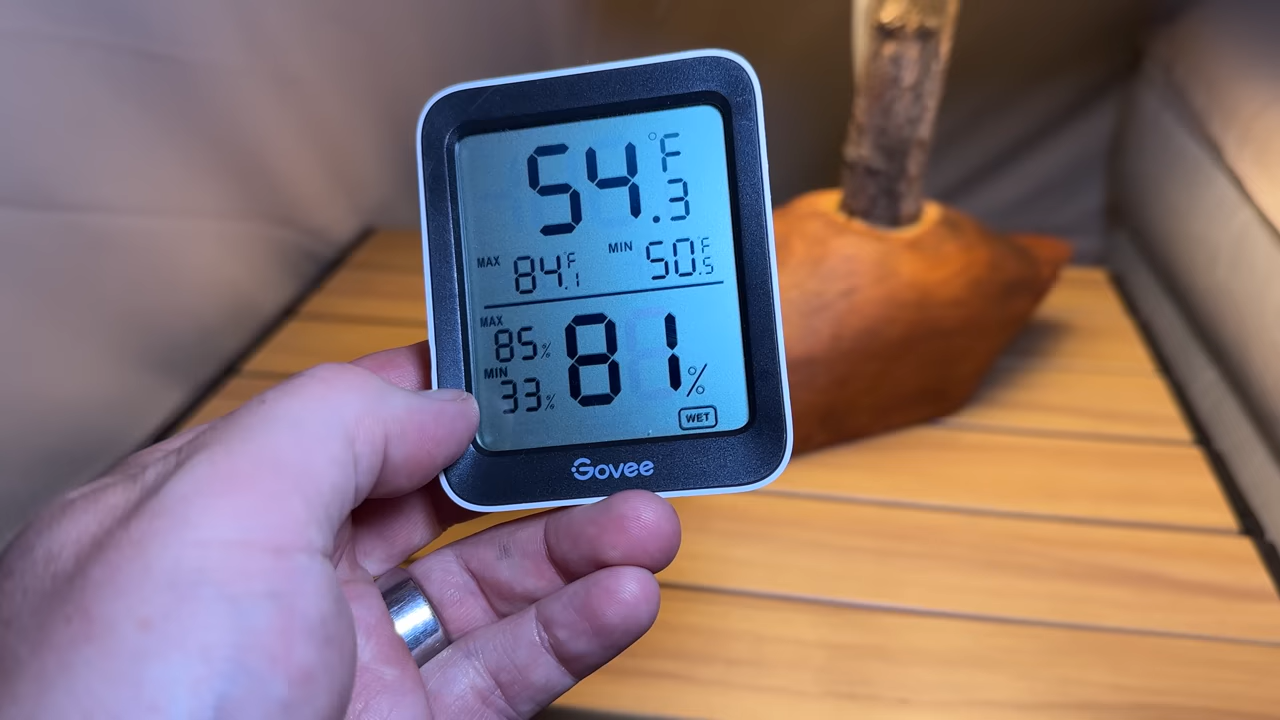 54.3 °F
MAX 84.1 °F MIN 50.5 °F
MAX 85% 81%
MIN 33%
WET
Govee